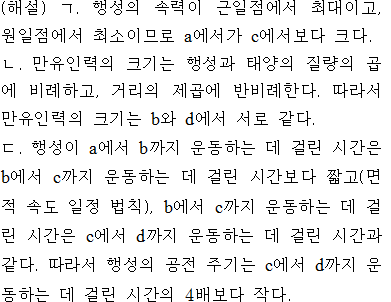 (해설) ㄱ. 행성의 속력이 근일점에서 최대이고,
원일점에서 최소이므로 a에서가 c에서보다 크다.
ㄴ. 만유인력의 크기는 행성과 태양의 질량의 곱
에 비례하고, 거리의 제곱에 반비례한다. 따라서
만유인력의 크기는 b와 d에서 서로 같다.
ㄷ. 행성이 a에서 b까지 운동하는 데 걸린 시간은
b에서 c까지 운동하는 데 걸린 시간보다 짧고(면
적 속도 일정 법칙), b에서 c까지 운동하는 데 걸
린 시간은 c에서 d까지 운동하는 데 걸린 시간과
같다. 따라서 행성의 공전 주기는 c에서 d까지 운
동하는 데 걸린 시간의 4배보다 작다.